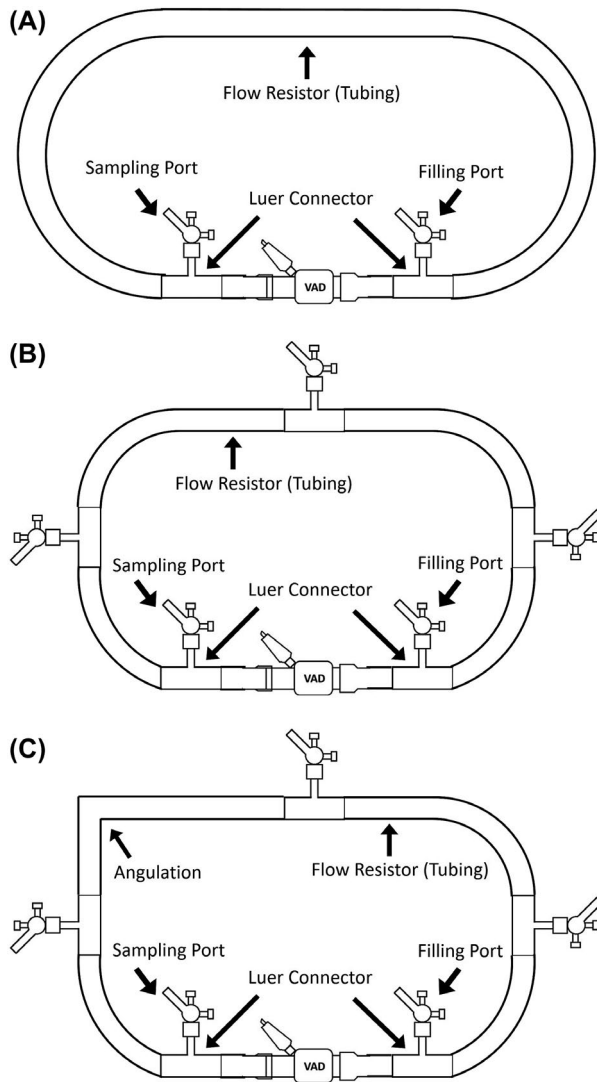 (A)
Flow Resistor (Tubing)
Sampling Port
Filling Port
Luer Connector
VAD
(B)
Flow Resistor (Tubing)
Sampling Port
Filling Port
Luer Connector
VAD
(C)
Angulation
Flow Resistor (Tubing)
Sampling Port
Filling Port
Luer Connector
VAD